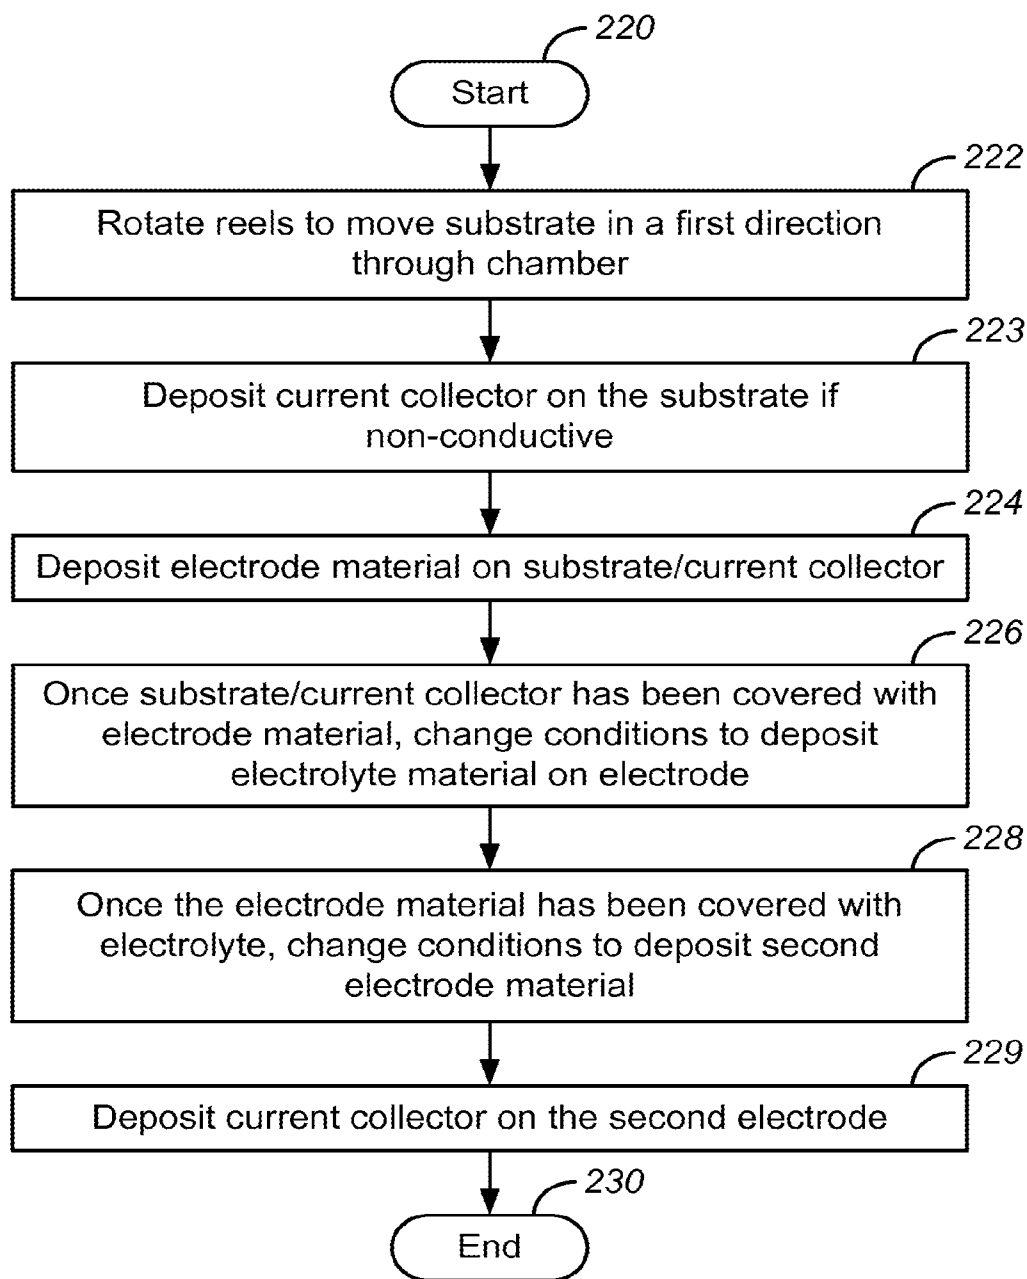 220
Start
222
Rotate reels to move substrate in a first direction
through chamber
223
Deposit current collector on the substrate if
non-conductive
224
Deposit electrode material on substrate/current collector
226
Once substrate/current collector has been covered with
electrode material, change conditions to deposit
electrolyte material on electrode
228
Once the electrode material has been covered with
electrolyte, change conditions to deposit second
electrode material
229
Deposit current collector on the second electrode
230
End